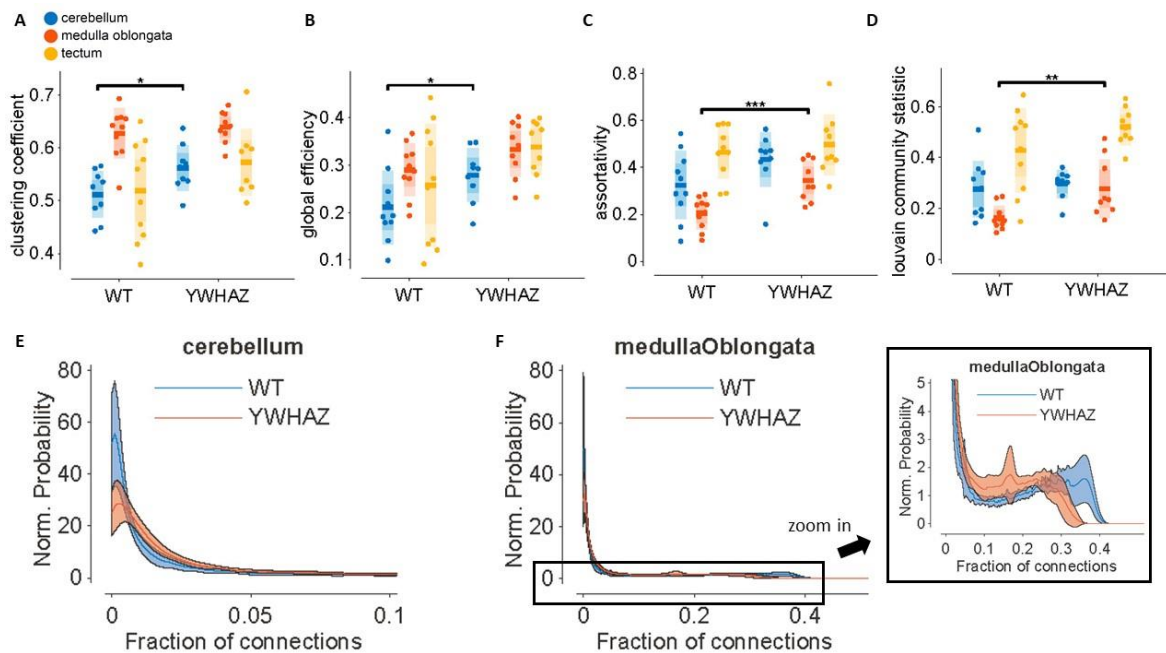 A
cerebellum
medulla oblongata
tectum
clustering coefficient
0.7
0.6
0.5
0.4
*
WT
YWHAZ
B
global efficiency
0.4
0.3
0.2
0.1
*
WT
YWHAZ
C
assortativity
0.8
0.6
0.4
0.2
0
***
WT
YWHAZ
D
louvain community statistic
0.6
0.4
0.2
0
**
WT
YWHAZ
E
cerebellum
Norm. Probability
80
60
40
20
0
WT
YWHAZ
0 0.05 0.1
Fraction of connections
F
medullaOblongata
Norm. Probability
80
60
40
20
0
WT
YWHAZ
0 0.2 0.4
Fraction of connections
zoom in
medullaOblongata
Norm. Probability
5
4
3
2
1
0
WT
YWHAZ
0 0.1 0.2 0.3 0.4
Fraction of connections